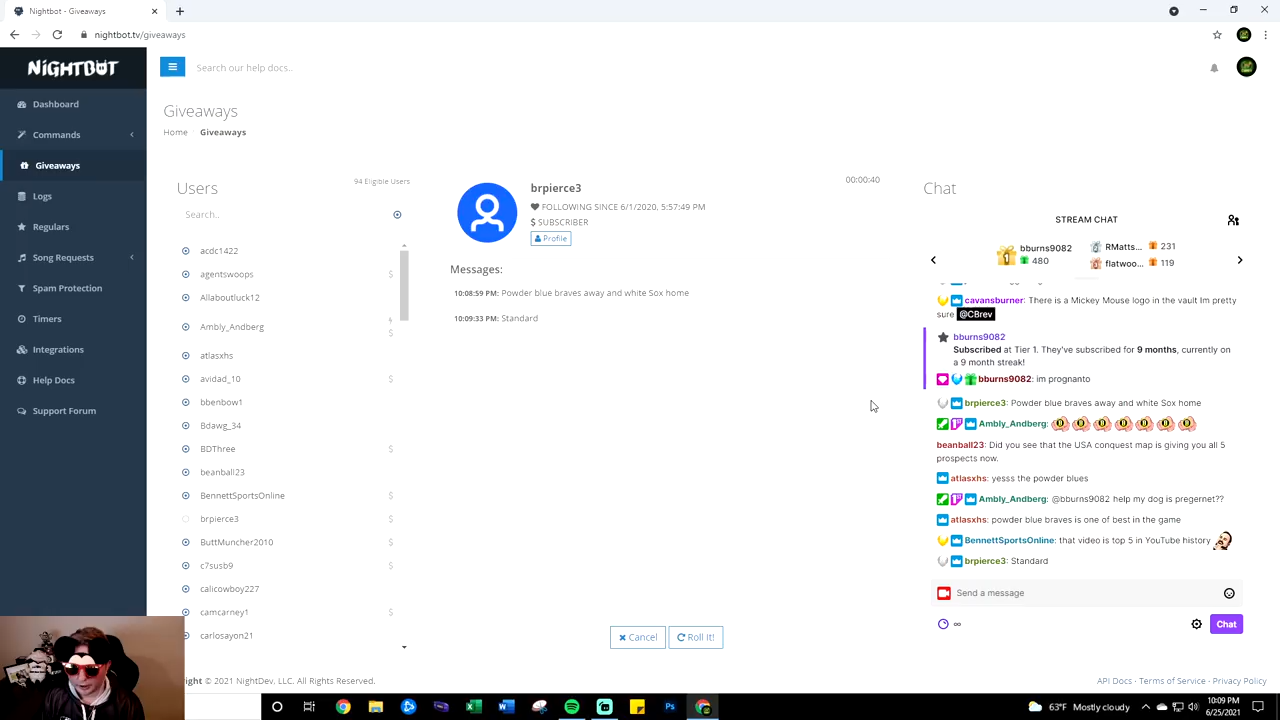 Nightbot - Giveaways
nightbot.tv/giveaways
NIGHTBOT
Search our help docs..
Dashboard
Commands
Giveaways
Logs
Regulars
Song Requests
Spam Protection
Timers
Integrations
Help Docs
Support Forum
Giveaways
Home
Giveaways
Users
94 Eligible Users
Search..
acdc1422
agentswoops $
Allaboutluck12
Ambly_Andberg
$
atlasxhs
avidad_10 $
bbenbow1
Bdawg_34
BDThree $
beanball23
BennettSportsOnline $
brpierce3 $
ButtMuncher2010 $
c7susb9 $
calicowboy227
camcarney1 $
carlosayon21
brpierce3
00:00:40
FOLLOWING SINCE 6/1/2020, 5:57:49 PM
$ SUBSCRIBER
Profile
Messages:
10:08:59 PM: Powder blue braves away and white Sox home
10:09:33 PM: Standard
Cancel
Roll It!
Chat
STREAM CHAT
bburns9082
480
RMatts... 231
flatwoo... 119
cavansburner: There is a Mickey Mouse logo in the vault Im pretty
sure @CBrev
bburns9082
Subscribed at Tier 1. They've subscribed for 9 months, currently on
a 9 month streak!
bburns9082: im prognanto
brpierce3: Powder blue braves away and white Sox home
Ambly_Andberg:
beanball23: Did you see that the USA conquest map is giving you all 5
prospects now.
atlasxhs: yesss the powder blues
Ambly_Andberg: @bburns9082 help my dog is pregernet??
atlasxhs: powder blue braves is one of best in the game
BennettSportsOnline: that video is top 5 in YouTube history
brpierce3: Standard
Send a message
∞
Chat
ight © 2021 NightDev, LLC. All Rights Reserved.
API Docs - Terms of Service - Privacy Policy
63°F Mostly cloudy
10:09 PM
6/25/2021